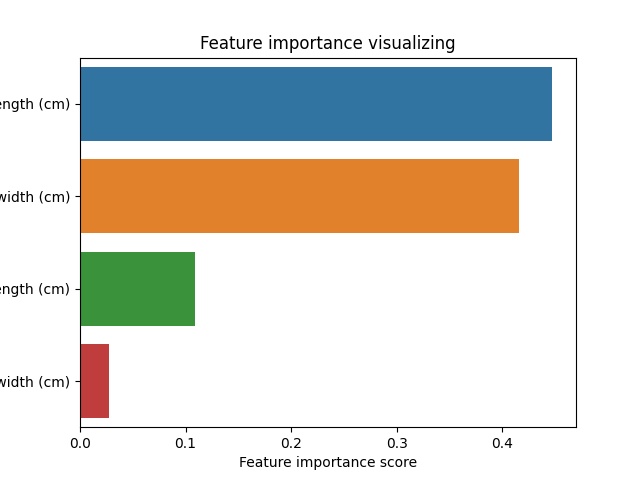 Feature importance visualizing
ength (cm)
width (cm)
ength (cm)
width (cm)
0.0 0.1 0.2 0.3 0.4
Feature importance score